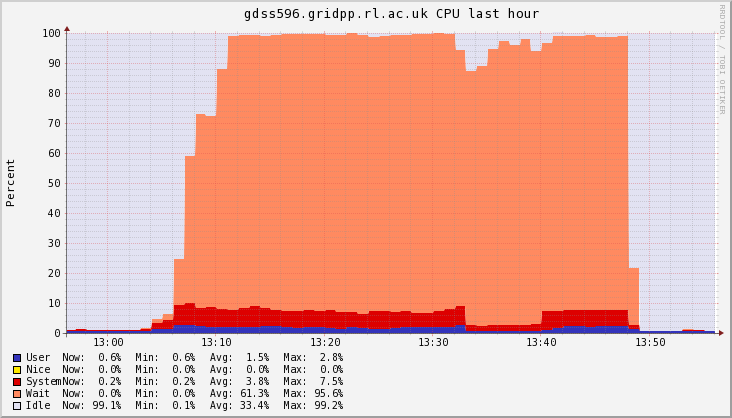 gdss596.gridpp.rl.ac.uk CPU last hour
RRDTOOL / TOBI OETIKER
Percent
100
90
80
70
60
50
40
30
20
10
0
13:00 13:10 13:20 13:30 13:40 13:50
User Now: 0.6% Min: 0.6% Avg: 1.5% Max: 2.8%
Nice Now: 0.0% Min: 0.0% Avg: 0.0% Max: 0.0%
System Now: 0.2% Min: 0.2% Avg: 3.8% Max: 7.5%
Wait Now: 0.0% Min: 0.0% Avg: 61.3% Max: 95.6%
Idle Now: 99.1% Min: 0.1% Avg: 33.4% Max: 99.2%